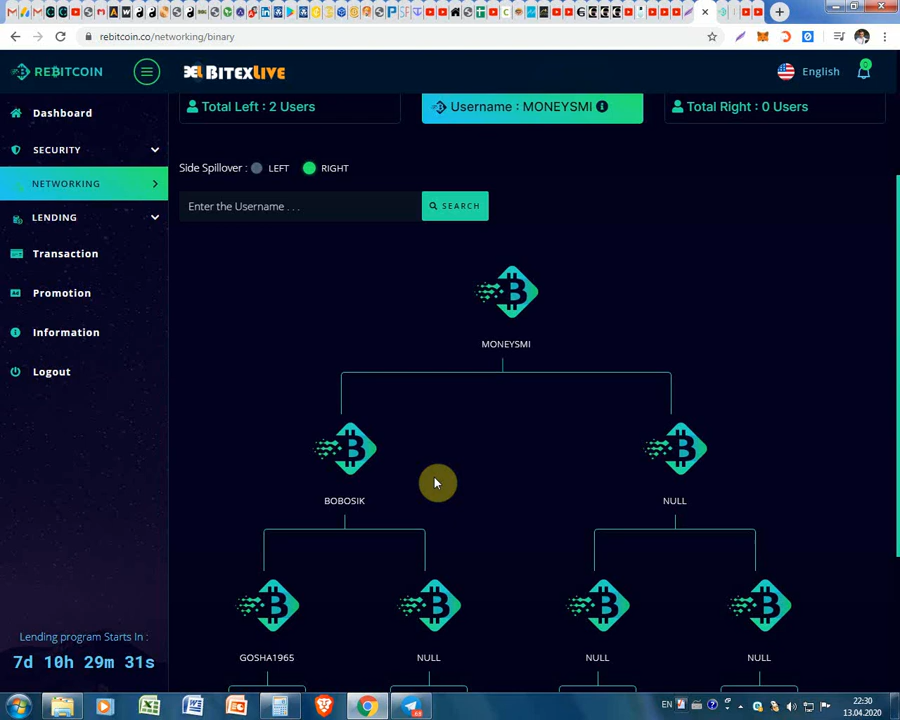 rebitcoin.co/networking/binary
REBITCOIN
BITEXLIVE
English
0
Total Left : 2 Users
Username : MONEYSMI
Total Right : 0 Users
Dashboard
SECURITY
NETWORKING
LENDING
Transaction
Promotion
Information
Logout
Side Spillover : LEFT RIGHT
Enter the Username . . .
SEARCH
MONEYSMI
BOBOSIK
NULL
GOSHA1965
NULL
NULL
NULL
Lending program Starts In :
7d 10h 29m 31s
EN
22:30
13.04.2020